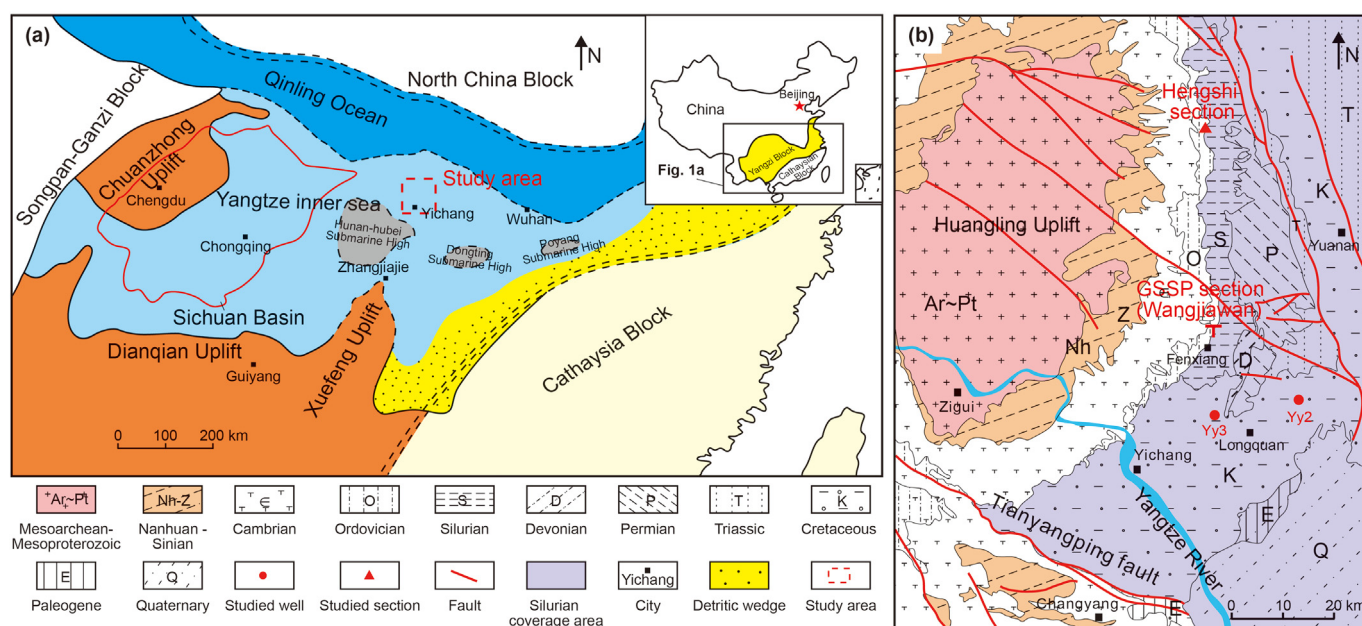 (a)
N
North China Block
Qinling Ocean
Songpan-Ganzi Block
Chuanzhong
Uplift
Chengdu
Yangtze inner sea
Study area
Yichang
Wuhan
Chongqing
Hunan-hubei
Submarine High
Dongting
Submarine High
Poyang
Submarine High
Zhangjiajie
Sichuan Basin
Dianqian Uplift
Guiyang
Xuefeng Uplift
Cathaysia Block
0 100 200 km
China
Beijing
Fig. 1a
Yangzi Block
Cathaysian
Block
(b)
N
Hengshi
section
T
K
Huangling Uplift
S
T
Yuanan
P
O
GSSP section
(Wangjiawan)
T
Ar~Pt
Z
Nh
Fenxiang
D
Zigui
Yy3
Yy2
Longquan
Yichang
K
Yangtze River
Tianyangping fault
E
Q
Changyang
E
0 10 20 km
Ar~Pt
Nh-Z
Є
O
S
D
P
T
K
Mesoarchean-
Mesoproterozoic
Nanhuan -
Sinian
Cambrian
Ordovician
Silurian
Devonian
Permian
Triassic
Cretaceous
E
Q
Yichang
Paleogene
Quaternary
Studied well
Studied section
Fault
Silurian
coverage area
City
Detritic wedge
Study area